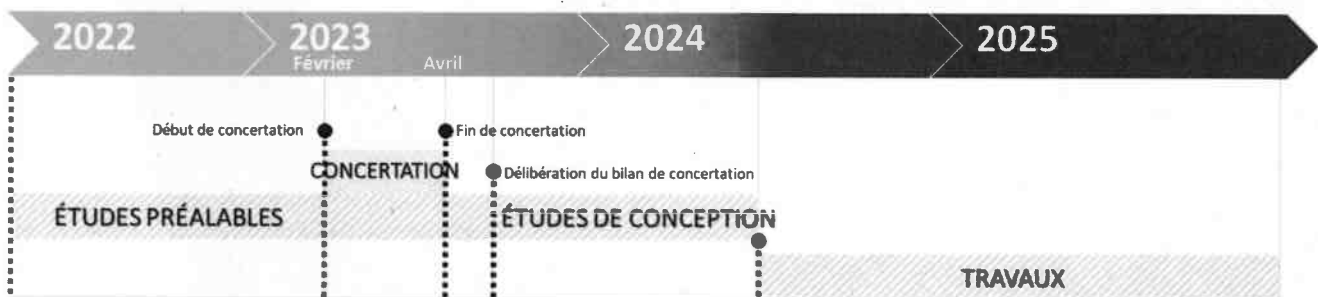 2022
2023
2024
2025
Février
Avril
Début de concertation
Fin de concertation
CONCERTATION
Délibération du bilan de concertation
ÉTUDES PRÉALABLES
ÉTUDES DE CONCEPTION
TRAVAUX